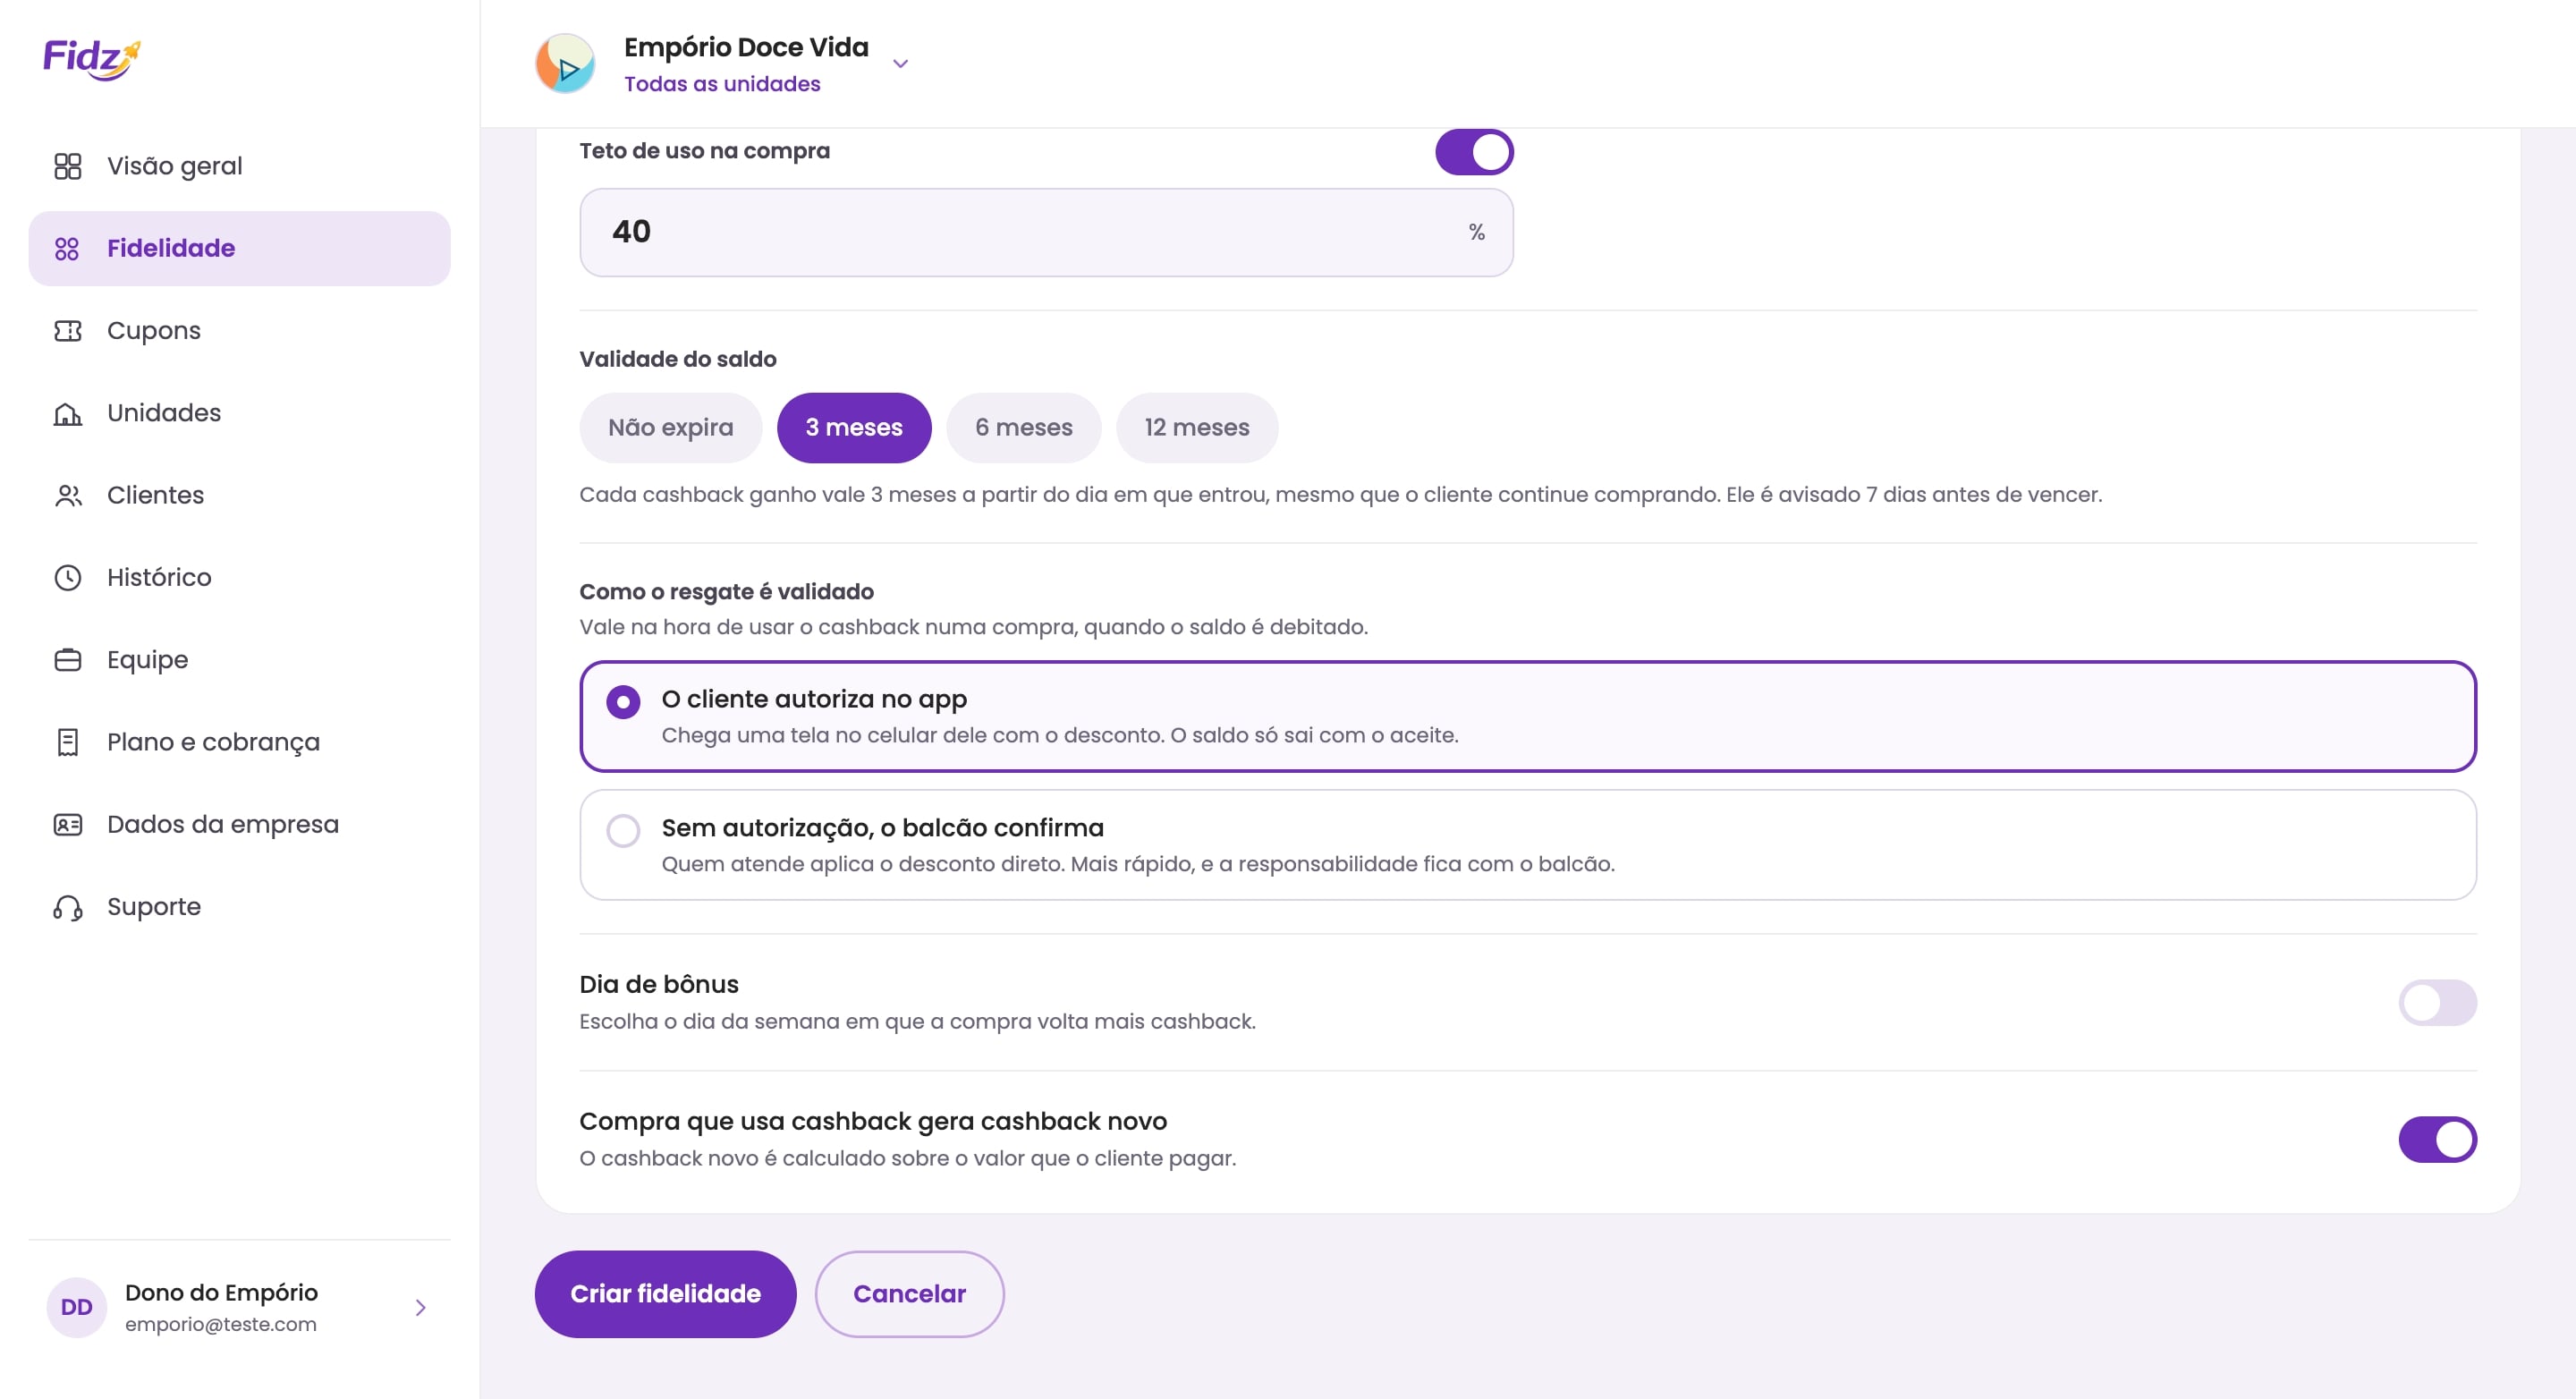 Fidz
Visão geral
Fidelidade
Cupons
Unidades
Clientes
Histórico
Equipe
Plano e cobrança
Dados da empresa
Suporte
DD
Dono do Empório
emporio@teste.com
Empório Doce Vida
Todas as unidades
Teto de uso na compra
40 %
Validade do saldo
Não expira 3 meses 6 meses 12 meses
Cada cashback ganho vale 3 meses a partir do dia em que entrou, mesmo que o cliente continue comprando. Ele é avisado 7 dias antes de vencer.
Como o resgate é validado
Vale na hora de usar o cashback numa compra, quando o saldo é debitado.
O cliente autoriza no app
Chega uma tela no celular dele com o desconto. O saldo só sai com o aceite.
Sem autorização, o balcão confirma
Quem atende aplica o desconto direto. Mais rápido, e a responsabilidade fica com o balcão.
Dia de bônus
Escolha o dia da semana em que a compra volta mais cashback.
Compra que usa cashback gera cashback novo
O cashback novo é calculado sobre o valor que o cliente pagar.
Criar fidelidade Cancelar